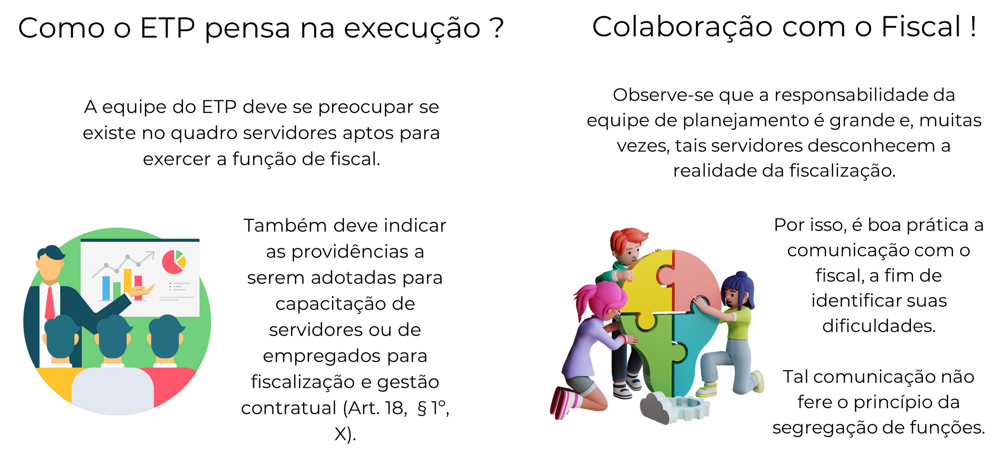 Como o ETP pensa na execução ?
A equipe do ETP deve se preocupar se
existe no quadro servidores aptos para
exercer a função de fiscal.
Também deve indicar
as providências a
serem adotadas para
capacitação de
servidores ou de
empregados para
fiscalização e gestão
contratual (Art. 18,  § 1º,
X).
Colaboração com o Fiscal !
Observe-se que a responsabilidade da
equipe de planejamento é grande e, muitas
vezes, tais servidores desconhecem a
realidade da fiscalização.
Por isso, é boa prática a
comunicação com o
fiscal, a fim de
identificar suas
dificuldades.
Tal comunicação não
fere o princípio da
segregação de funções.